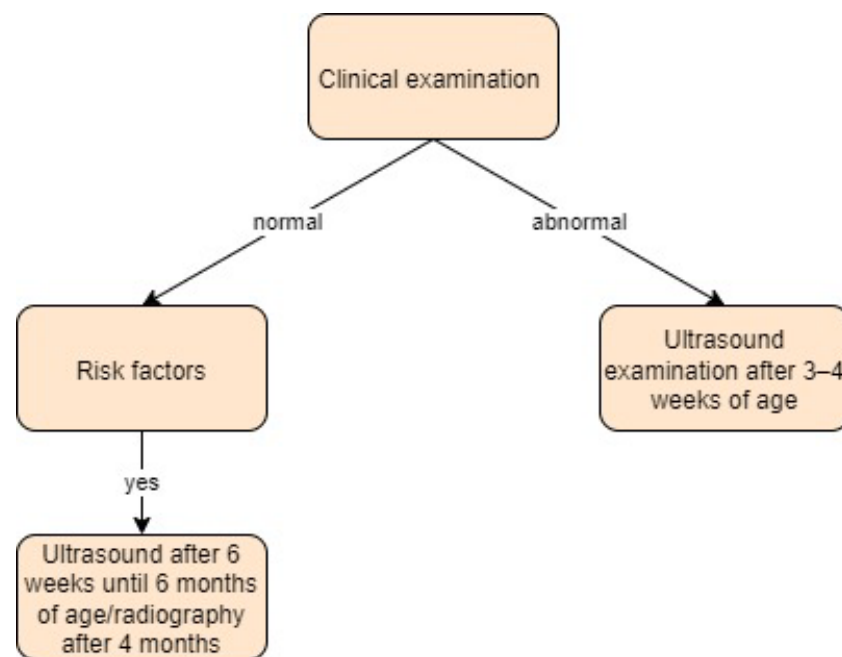 Clinical examination
normal
abnormal
Risk factors
Ultrasound
examination after 3–4
weeks of age
yes
Ultrasound after 6
weeks until 6 months
of age/radiography
after 4 months